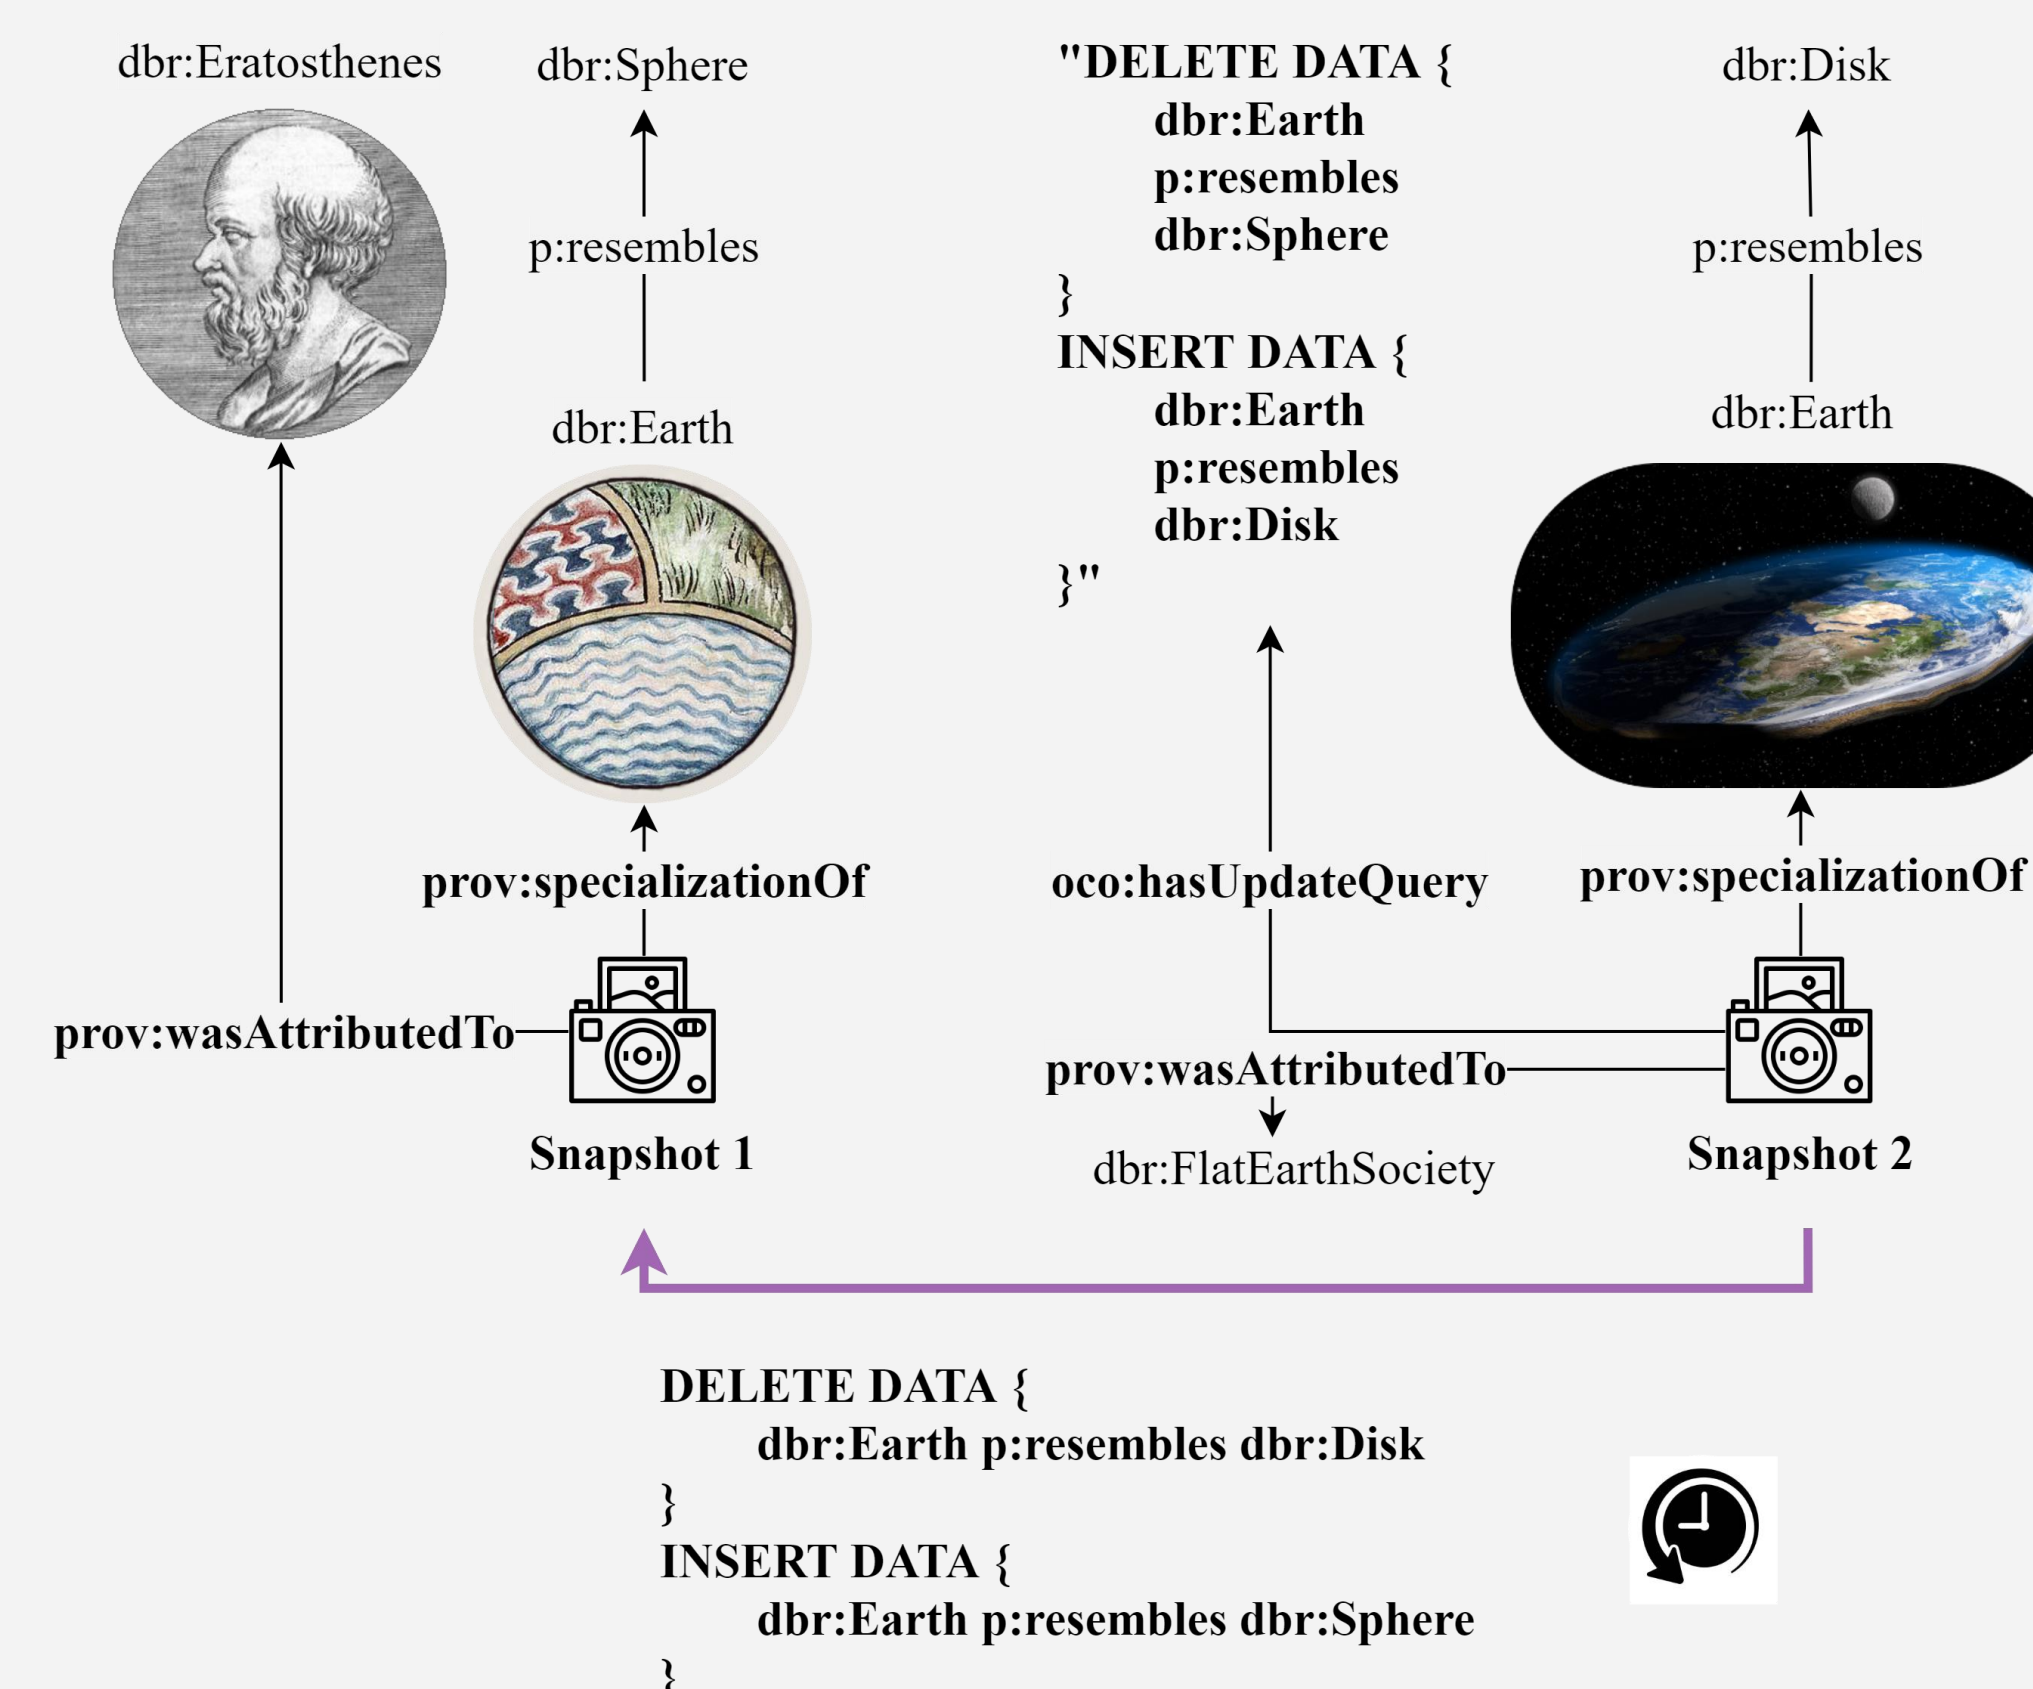 dbr:Eratosthenes
dbr:Sphere
p:resembles
dbr:Earth
prov:specializationOf
prov:wasAttributedTo
Snapshot 1
"DELETE DATA {
dbr:Earth
p:resembles
dbr:Sphere
}
INSERT DATA {
dbr:Earth
p:resembles
dbr:Disk
}"
oco:hasUpdateQuery
prov:wasAttributedTo
dbr:FlatEarthSociety
dbr:Disk
p:resembles
dbr:Earth
prov:specializationOf
Snapshot 2
DELETE DATA {
dbr:Earth p:resembles dbr:Disk
}
INSERT DATA {
dbr:Earth p:resembles dbr:Sphere
}